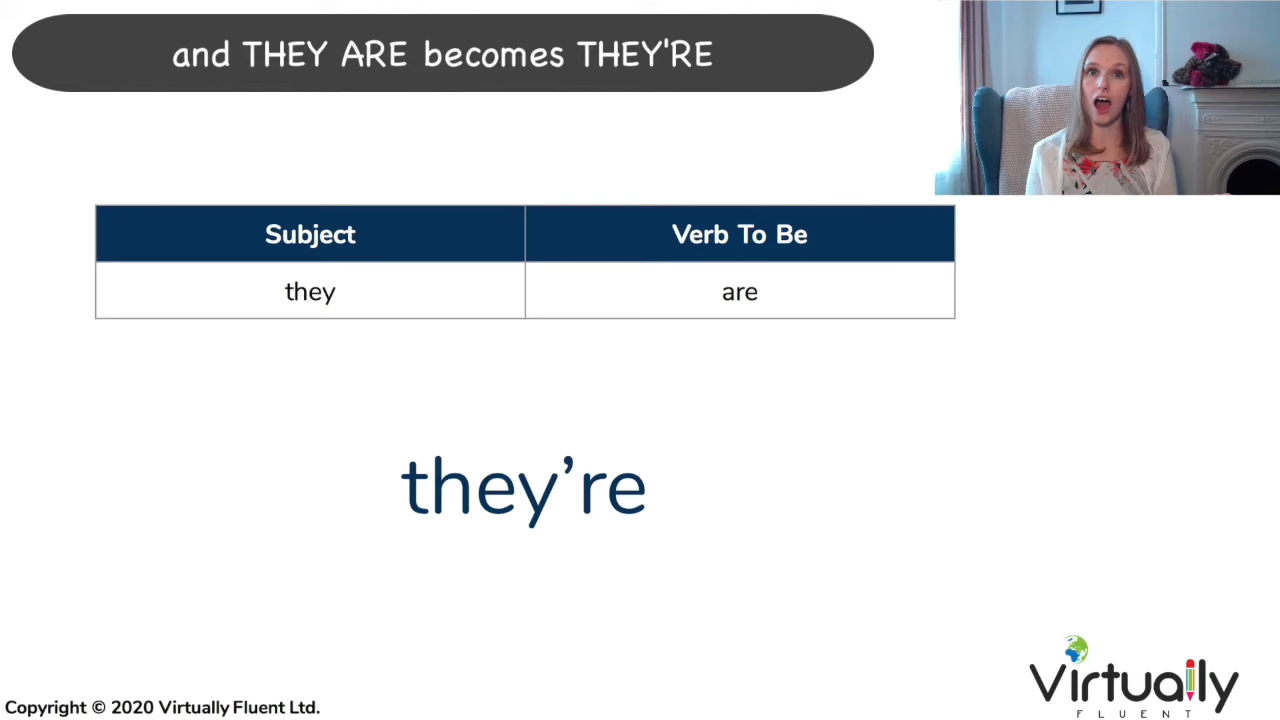 and THEY ARE becomes THEY'RE
Subject Verb To Be
they are
they’re
Virtually
FLUENT
Copyright © 2020 Virtually Fluent Ltd.